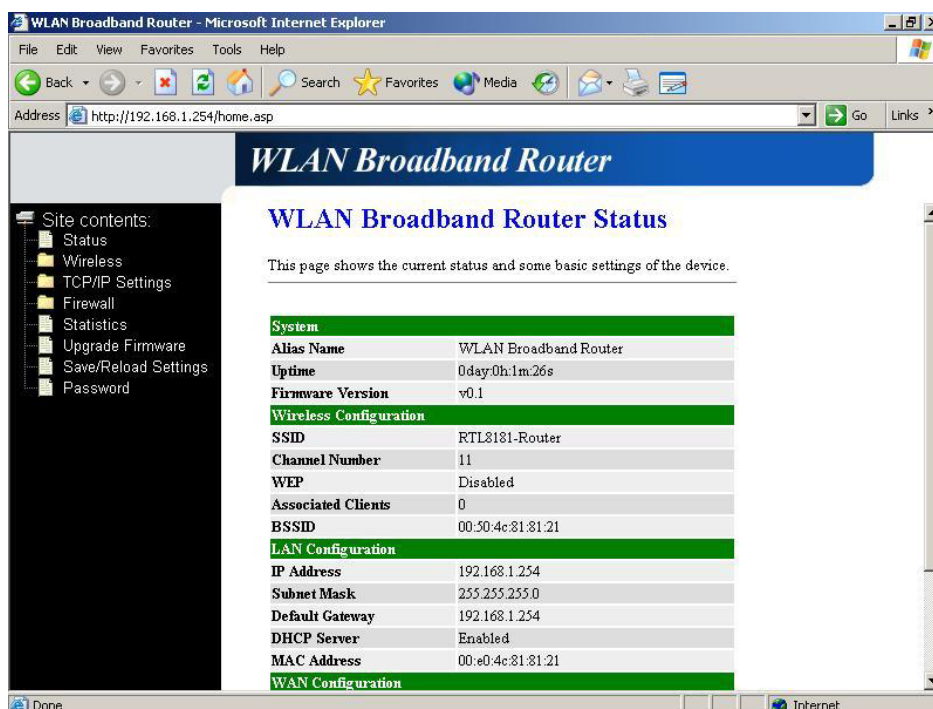 WLAN Broadband Router - Microsoft Internet Explorer
File Edit View Favorites Tools Help
Back Search Favorites Media
Address http://192.168.1.254/home.asp Go Links
WLAN Broadband Router
Site contents:
Status
Wireless
TCP/IP Settings
Firewall
Statistics
Upgrade Firmware
Save/Reload Settings
Password
WLAN Broadband Router Status
This page shows the current status and some basic settings of the device.
System
Alias Name WLAN Broadband Router
Uptime 0day:0h:1m:26s
Firmware Version v0.1
Wireless Configuration
SSID RTL8181-Router
Channel Number 11
WEP Disabled
Associated Clients 0
BSSID 00:50:4c:81:81:21
LAN Configuration
IP Address 192.168.1.254
Subnet Mask 255.255.255.0
Default Gateway 192.168.1.254
DHCP Server Enabled
MAC Address 00:e0:4c:81:81:21
WAN Configuration
Done Internet